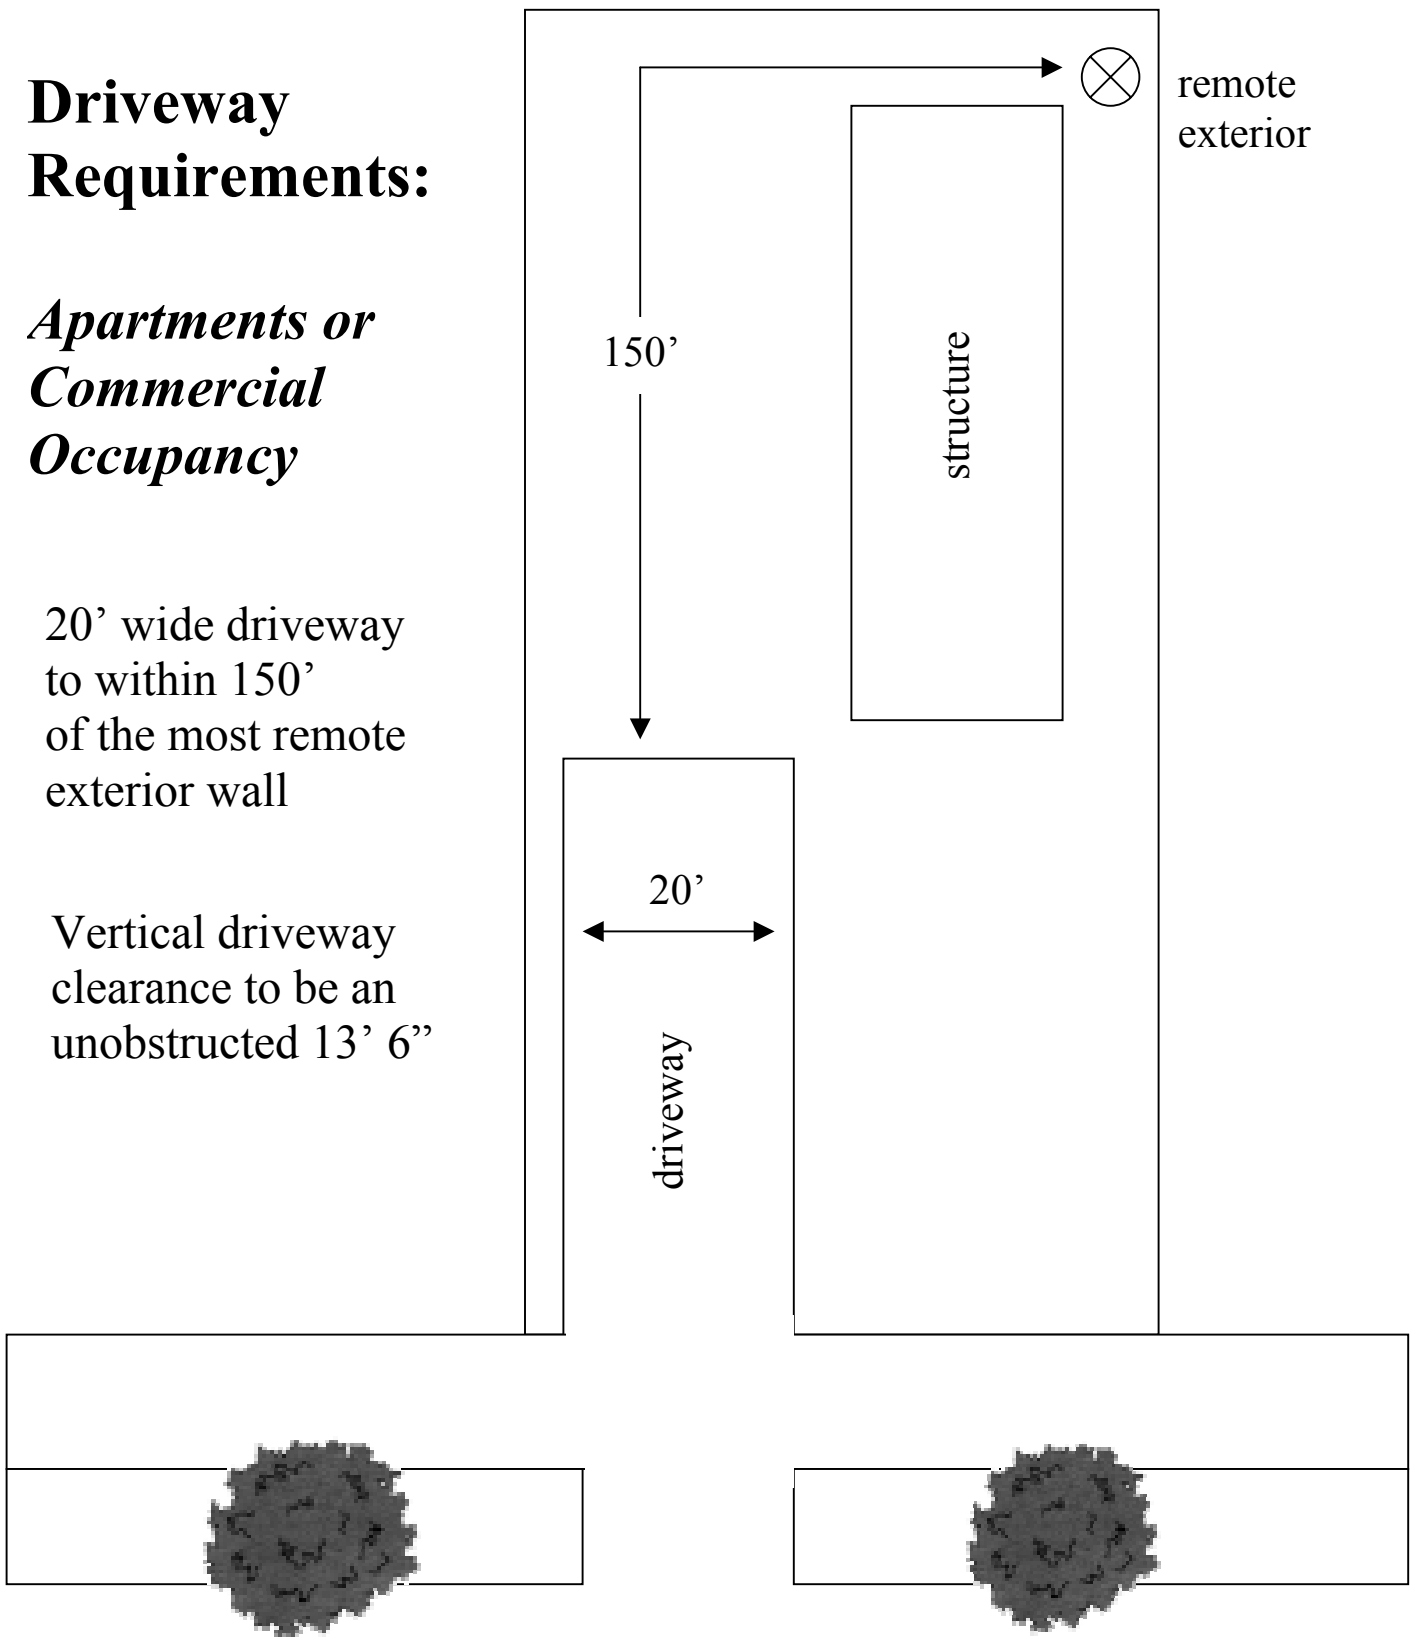 Driveway
Requirements:
Apartments or
Commercial
Occupancy
20’ wide driveway
to within 150’
of the most remote
exterior wall
Vertical driveway
clearance to be an
unobstructed 13’ 6”
remote
exterior
150’
structure
20’
driveway